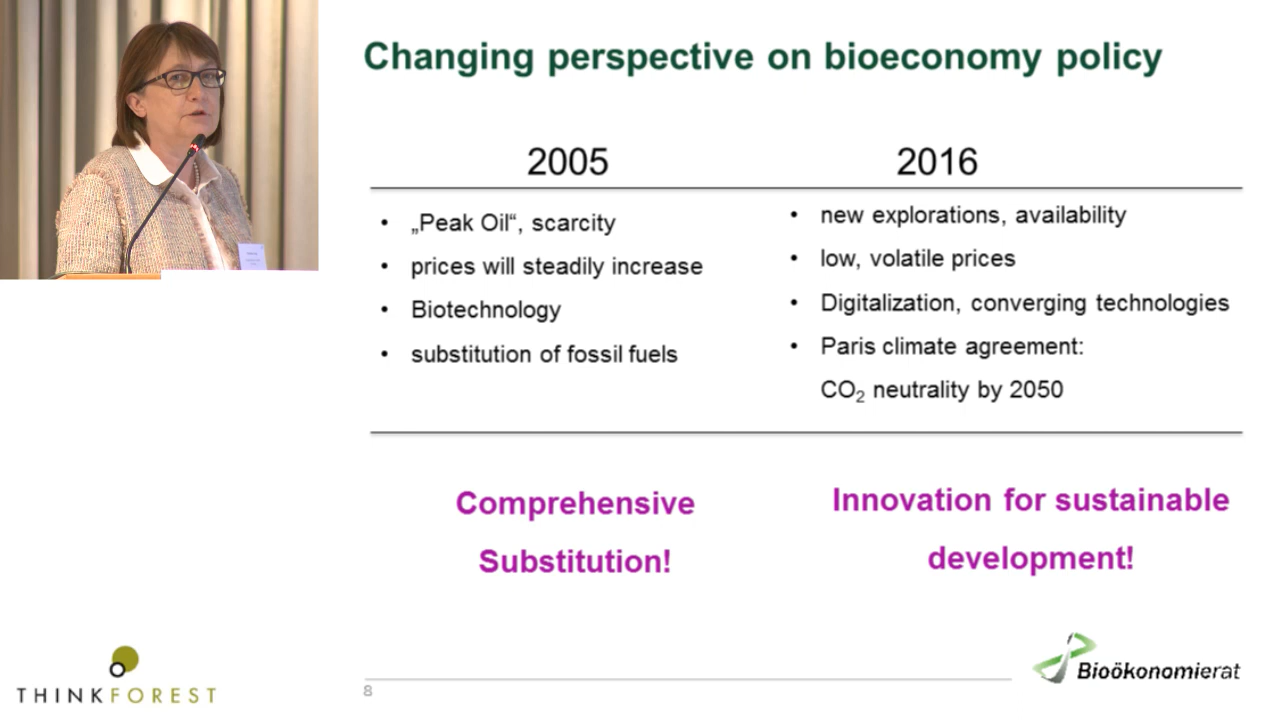 Changing perspective on bioeconomy policy
2005
2016
• „Peak Oil“, scarcity
• prices will steadily increase
• Biotechnology
• substitution of fossil fuels
• new explorations, availability
• low, volatile prices
• Digitalization, converging technologies
• Paris climate agreement:
CO₂ neutrality by 2050
Comprehensive
Substitution!
Innovation for sustainable
development!
THINKFOREST
8
Bioökonomierat